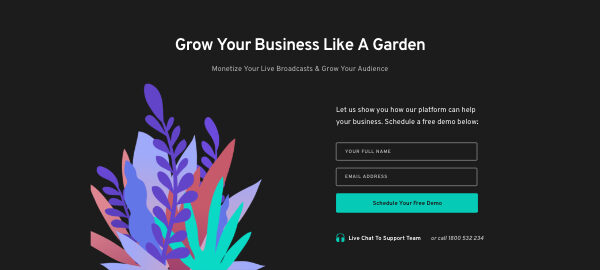 Grow Your Business Like A Garden
Monetize Your Live Broadcasts & Grow Your Audience
Let us show you how our platform can help
your business. Schedule a free demo below:
YOUR FULL NAME
EMAIL ADDRESS
Schedule Your Free Demo
Live Chat To Support Team or call 1800 532 234